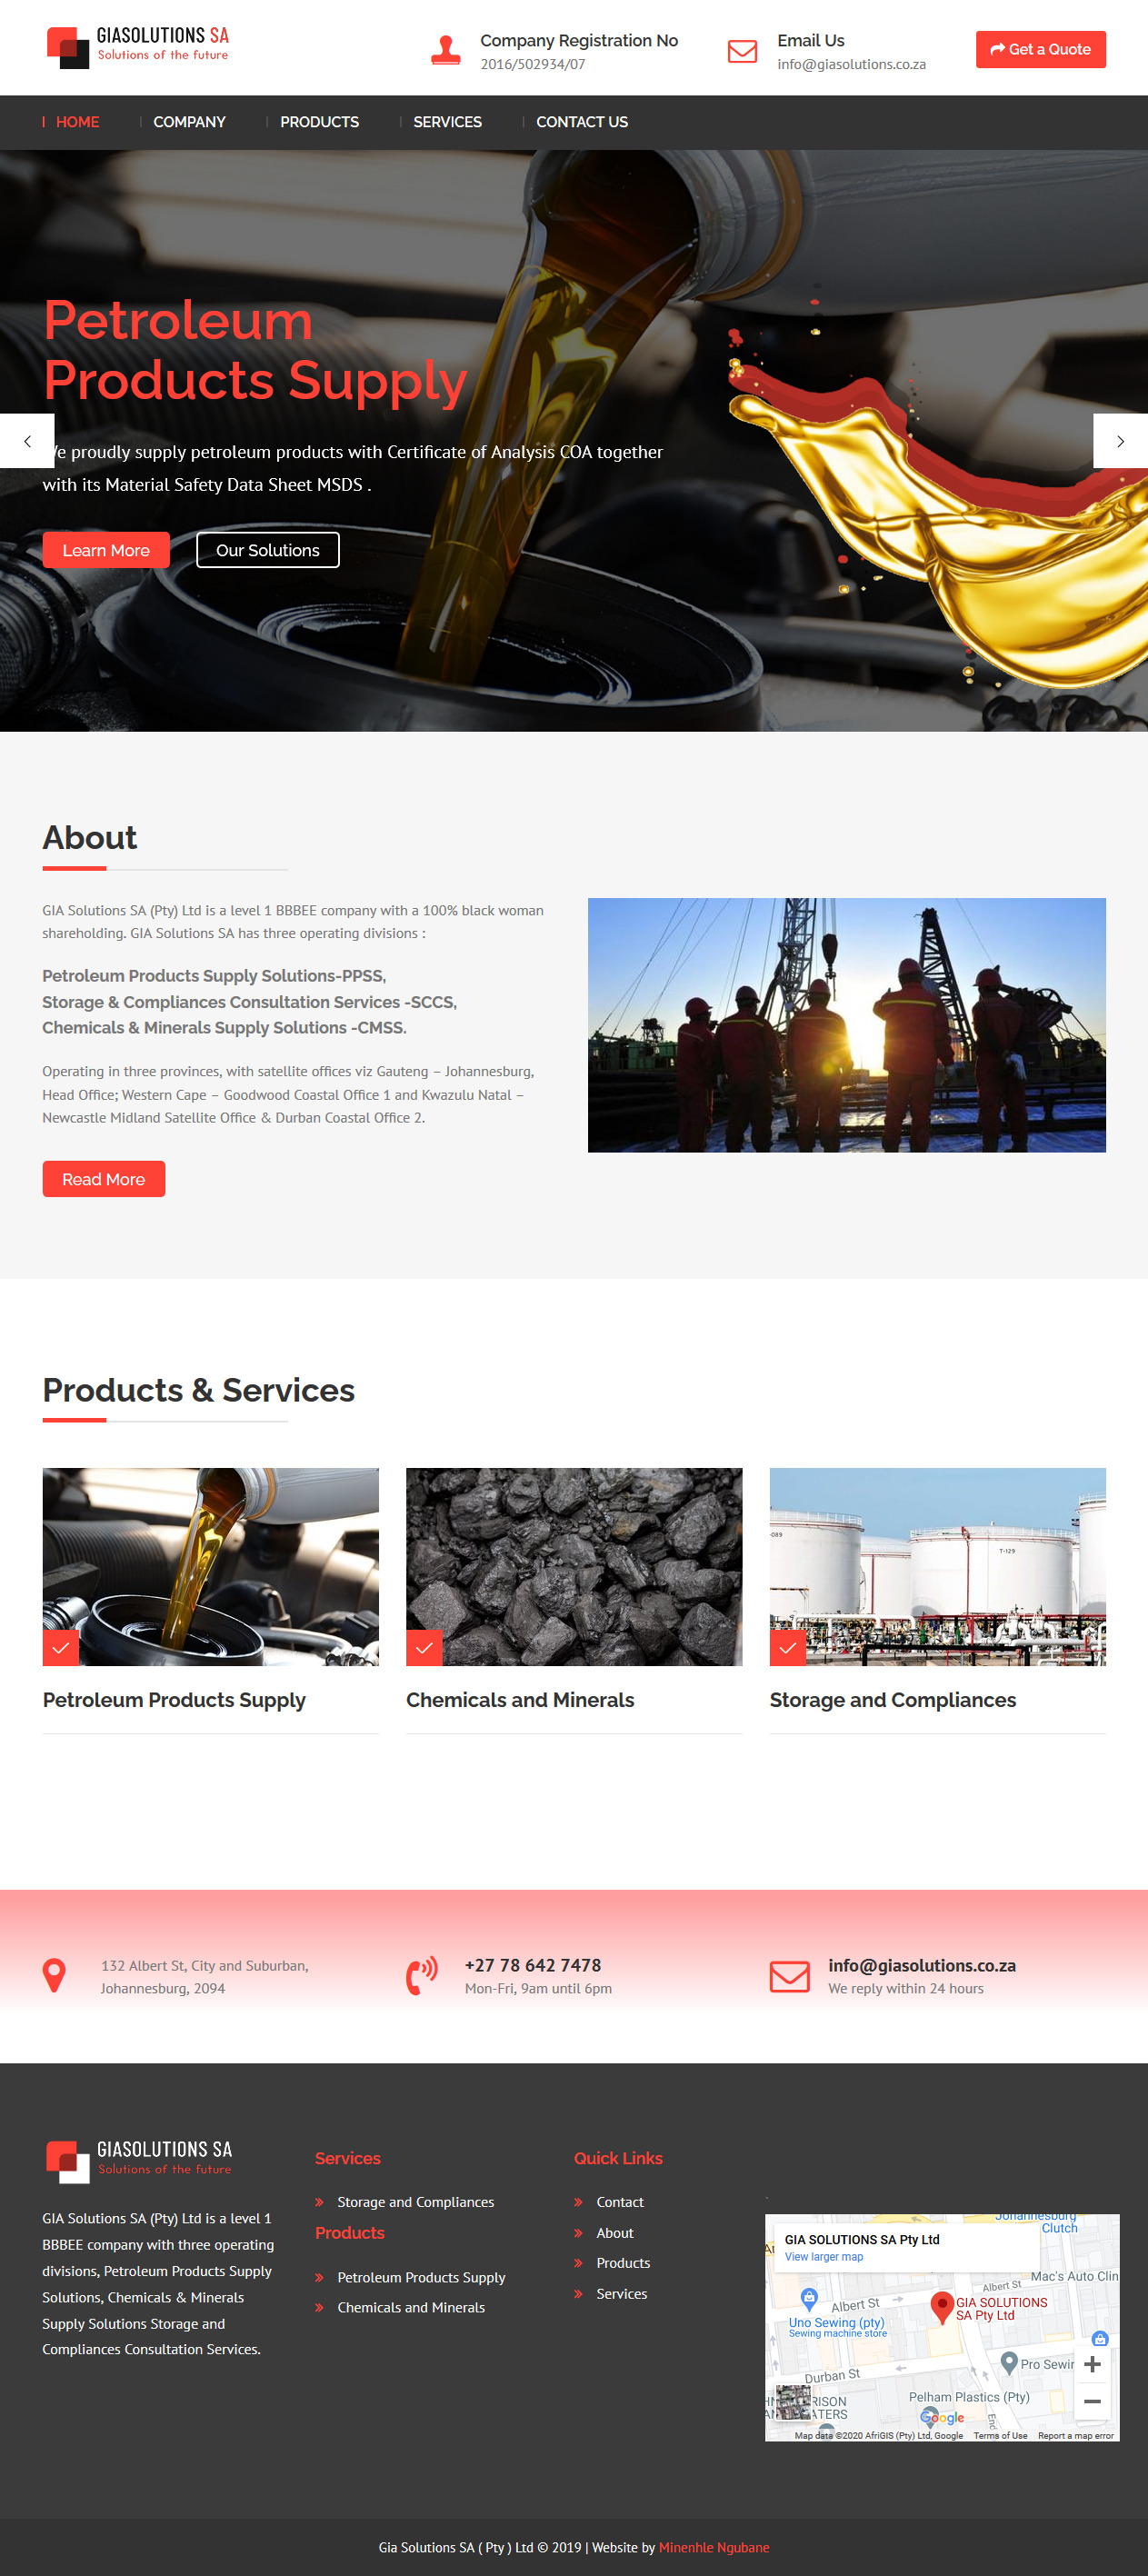 GIASOLUTIONS SA
Solutions of the future
Company Registration No
2016/502934/07
Email Us
info@giasolutions.co.za
Get a Quote
HOME
COMPANY
PRODUCTS
SERVICES
CONTACT US
Petroleum
Products Supply
proudly supply petroleum products with Certificate of Analysis COA together
with its Material Safety Data Sheet MSDS .
Learn More
Our Solutions
About
GIA Solutions SA (Pty) Ltd is a level 1 BBBEE company with a 100% black woman
shareholding. GIA Solutions SA has three operating divisions :
Petroleum Products Supply Solutions-PPSS,
Storage & Compliances Consultation Services -SCCS,
Chemicals & Minerals Supply Solutions -CMSS.
Operating in three provinces, with satellite offices viz Gauteng – Johannesburg,
Head Office; Western Cape – Goodwood Coastal Office 1 and Kwazulu Natal –
Newcastle Midland Satellite Office & Durban Coastal Office 2.
Read More
Products & Services
T-129
Petroleum Products Supply
Chemicals and Minerals
Storage and Compliances
132 Albert St, City and Suburban,
Johannesburg, 2094
+27 78 642 7478
Mon-Fri, 9am until 6pm
info@giasolutions.co.za
We reply within 24 hours
GIASOLUTIONS SA
Solutions of the future
GIA Solutions SA (Pty) Ltd is a level 1
BBBEE company with three operating
divisions, Petroleum Products Supply
Solutions, Chemicals & Minerals
Supply Solutions Storage and
Compliances Consultation Services.
Services
Storage and Compliances
Products
Petroleum Products Supply
Chemicals and Minerals
Quick Links
Contact
About
Products
Services
Johannesburg
Clutch
GIA SOLUTIONS SA Pty Ltd
View larger map
Mac's Auto Clin
Albert St
Albert St
GIA SOLUTIONS
SA Pty Ltd
Uno Sewing (pty)
Sewing machine store
Pro Sewin
Durban St
Pelham Plastics (Pty)
Google
End
Map data ©2020 AfriGIS (Pty) Ltd, Google
Terms of Use
Report a map error
Gia Solutions SA ( Pty ) Ltd © 2019 | Website by Minenhle Ngubane